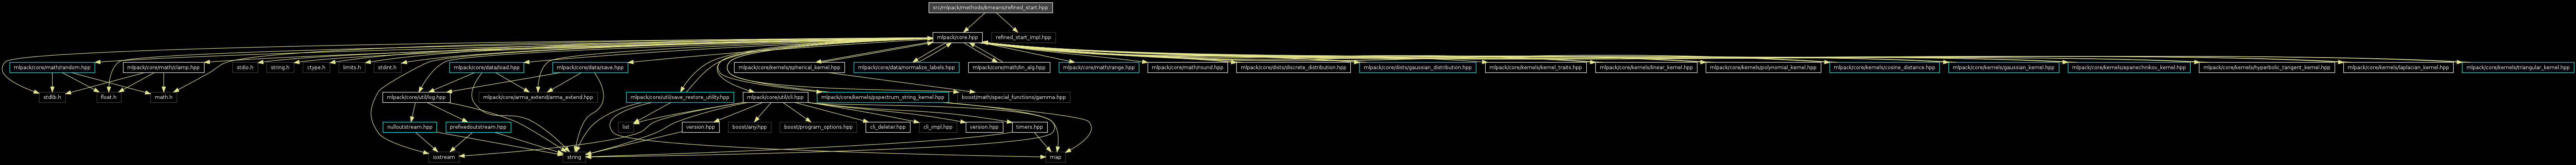 src/mlpack/methods/kmeans/refined_start.hpp
mlpack/core.hpp
refined_start_impl.hpp
mlpack/core/math/random.hpp
mlpack/core/math/clamp.hpp
stdio.h
string.h
ctype.h
limits.h
stdint.h
mlpack/core/data/load.hpp
mlpack/core/data/save.hpp
mlpack/core/kernels/spherical_kernel.hpp
mlpack/core/data/normalize_labels.hpp
mlpack/core/math/lin_alg.hpp
mlpack/core/math/range.hpp
mlpack/core/math/round.hpp
mlpack/core/dists/discrete_distribution.hpp
mlpack/core/dists/gaussian_distribution.hpp
mlpack/core/kernels/kernel_traits.hpp
mlpack/core/kernels/linear_kernel.hpp
mlpack/core/kernels/polynomial_kernel.hpp
mlpack/core/kernels/cosine_distance.hpp
mlpack/core/kernels/gaussian_kernel.hpp
mlpack/core/kernels/epanechnikov_kernel.hpp
mlpack/core/kernels/hyperbolic_tangent_kernel.hpp
mlpack/core/kernels/laplacian_kernel.hpp
mlpack/core/kernels/triangular_kernel.hpp
stdlib.h
float.h
math.h
mlpack/core/util/log.hpp
mlpack/core/arma_extend/arma_extend.hpp
mlpack/core/util/save_restore_utility.hpp
mlpack/core/util/cli.hpp
mlpack/core/kernels/pspectrum_string_kernel.hpp
boost/math/special_functions/gamma.hpp
nulloutstream.hpp
prefixedoutstream.hpp
list
version.hpp
boost/any.hpp
boost/program_options.hpp
cli_deleter.hpp
cli_impl.hpp
version.hpp
timers.hpp
iostream
string
map